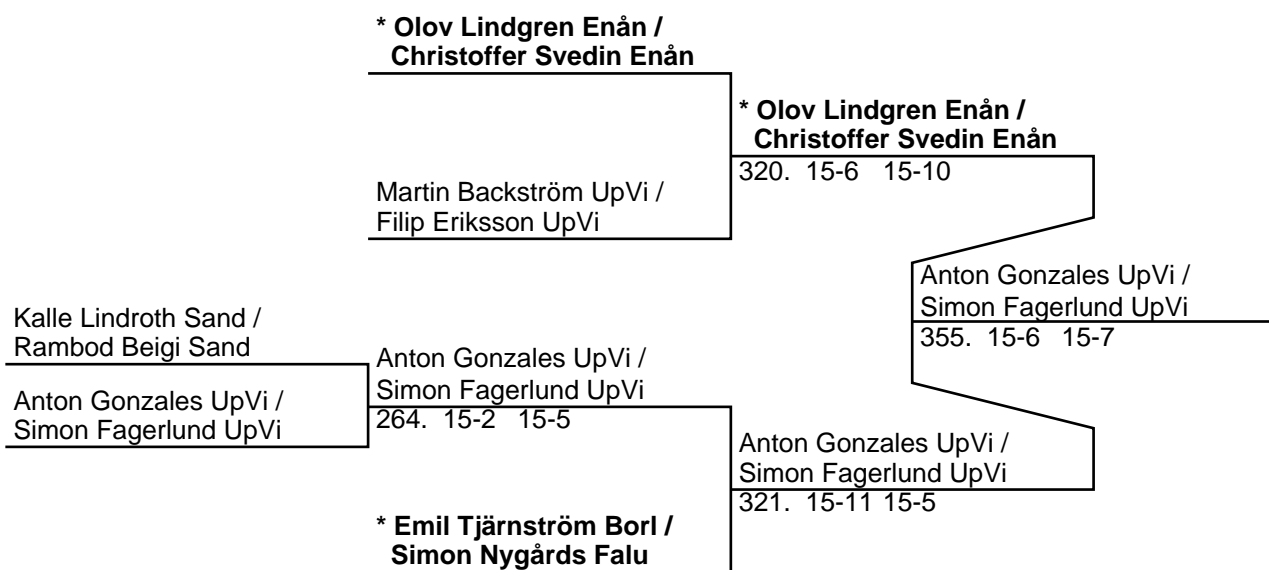 * Olov Lindgren Enån /
Christoffer Svedin Enån
* Olov Lindgren Enån /
Christoffer Svedin Enån
320. 15-6 15-10
Martin Backström UpVi /
Filip Eriksson UpVi
Anton Gonzales UpVi /
Simon Fagerlund UpVi
355. 15-6 15-7
Kalle Lindroth Sand /
Rambod Beigi Sand
Anton Gonzales UpVi /
Simon Fagerlund UpVi
264. 15-2 15-5
Anton Gonzales UpVi /
Simon Fagerlund UpVi
Anton Gonzales UpVi /
Simon Fagerlund UpVi
321. 15-11 15-5
* Emil Tjärnström Borl /
Simon Nygårds Falu